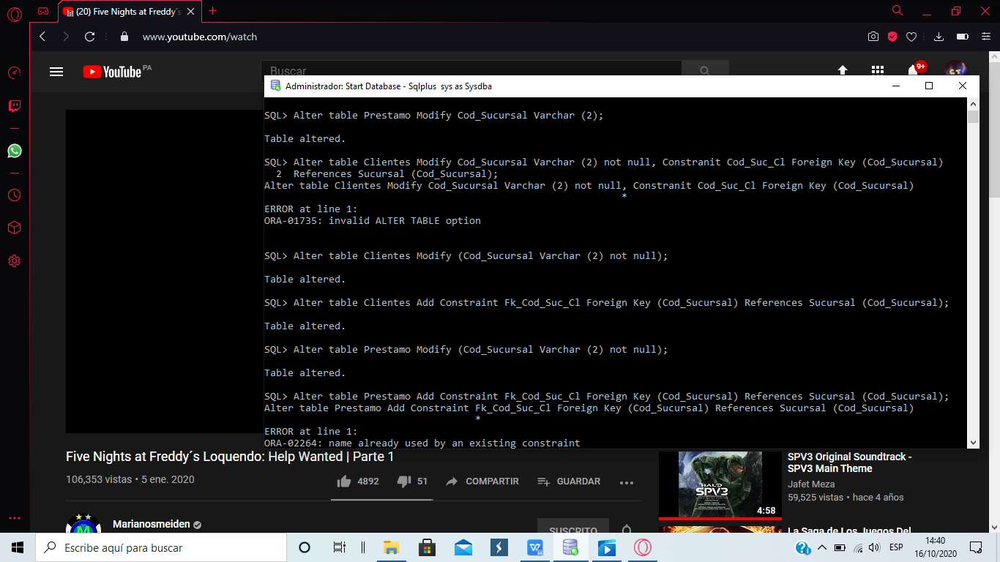 (20) Five Nights at Freddy´s
www.youtube.com/watch
YouTube PA
Buscar
9+
Administrador: Start Database - Sqlplus sys as Sysdba
SQL> Alter table Prestamo Modify Cod_Sucursal Varchar (2);
Table altered.
SQL> Alter table Clientes Modify Cod_Sucursal Varchar (2) not null, Constranit Cod_Suc_Cl Foreign Key (Cod_Sucursal)
2 References Sucursal (Cod_Sucursal);
Alter table Clientes Modify Cod_Sucursal Varchar (2) not null, Constranit Cod_Suc_Cl Foreign Key (Cod_Sucursal)
*
ERROR at line 1:
ORA-01735: invalid ALTER TABLE option
SQL> Alter table Clientes Modify (Cod_Sucursal Varchar (2) not null);
Table altered.
SQL> Alter table Clientes Add Constraint Fk_Cod_Suc_Cl Foreign Key (Cod_Sucursal) References Sucursal (Cod_Sucursal);
Table altered.
SQL> Alter table Prestamo Modify (Cod_Sucursal Varchar (2) not null);
Table altered.
SQL> Alter table Prestamo Add Constraint Fk_Cod_Suc_Cl Foreign Key (Cod_Sucursal) References Sucursal (Cod_Sucursal);
Alter table Prestamo Add Constraint Fk_Cod_Suc_Cl Foreign Key (Cod_Sucursal) References Sucursal (Cod_Sucursal)
*
ERROR at line 1:
ORA-02264: name already used by an existing constraint
Five Nights at Freddy´s Loquendo: Help Wanted | Parte 1
106,353 vistas • 5 ene. 2020
4892
51
COMPARTIR
GUARDAR
Marianosmeiden
SUSCRITO
HALO
SPV3
4:58
SPV3 Original Soundtrack -
SPV3 Main Theme
Jafet Meza
59,525 vistas • hace 4 años
La Saga de Los Juegos Del
Escribe aquí para buscar
ESP
14:40
16/10/2020